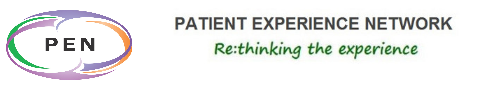 PEN
PATIENT EXPERIENCE NETWORK
Re:thinking the experience